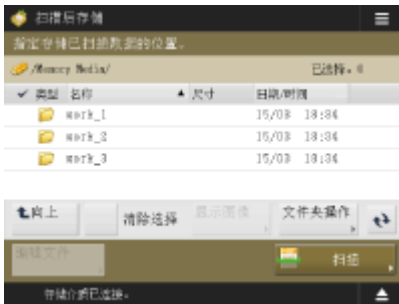 扫描后存储
指定存储已扫描数据的位置。
/Memory Media/ 已选择: 0
类型 名称 尺寸 日期/时间
work_1 15/03 18:34
work_2 15/03 18:34
work_3 15/03 18:34
向上 清除选择 显示图像 文件夹操作
编辑文件 扫描
存储介质已连接。